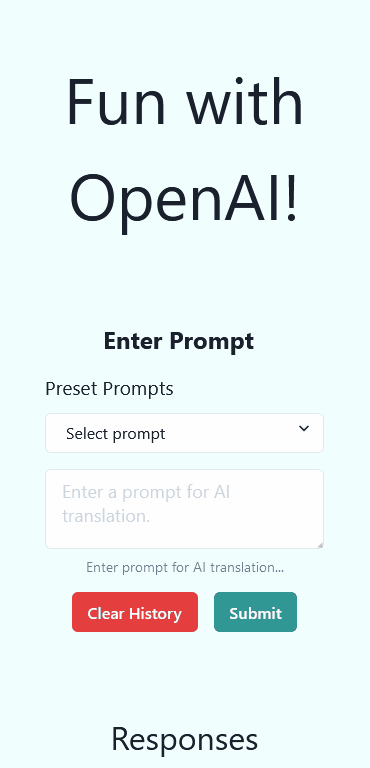 Fun with
OpenAI!
Enter Prompt
Preset Prompts
Select prompt
Enter a prompt for AI
translation.
Enter prompt for AI translation...
Clear History
Submit
Responses